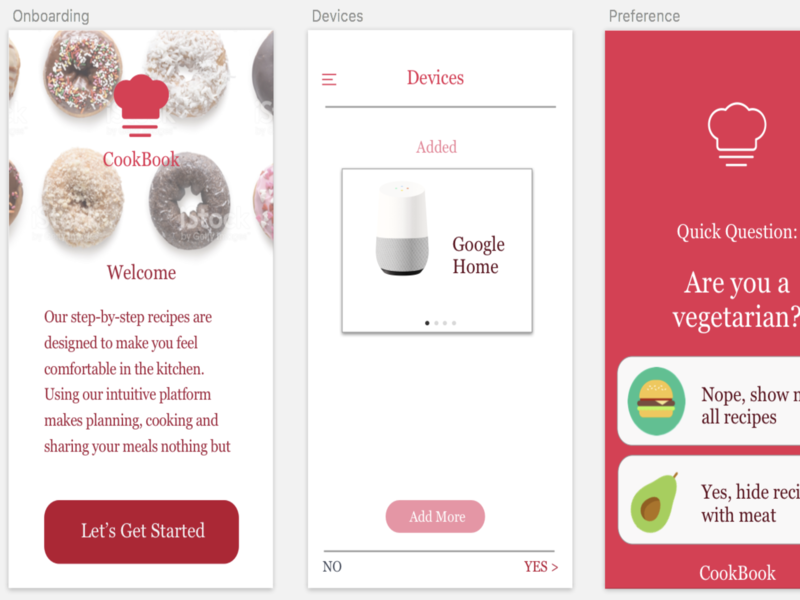 Onboarding
CookBook
iStock
Welcome
Our step-by-step recipes are
designed to make you feel
comfortable in the kitchen.
Using our intuitive platform
makes planning, cooking and
sharing your meals nothing but
Let's Get Started
Devices
Devices
Added
Google
Home
Add More
NO
YES >
Preference
Quick Question:
Are you a
vegetarian?
Nope, show
all recipes
Yes, hide
with meat
CookBook